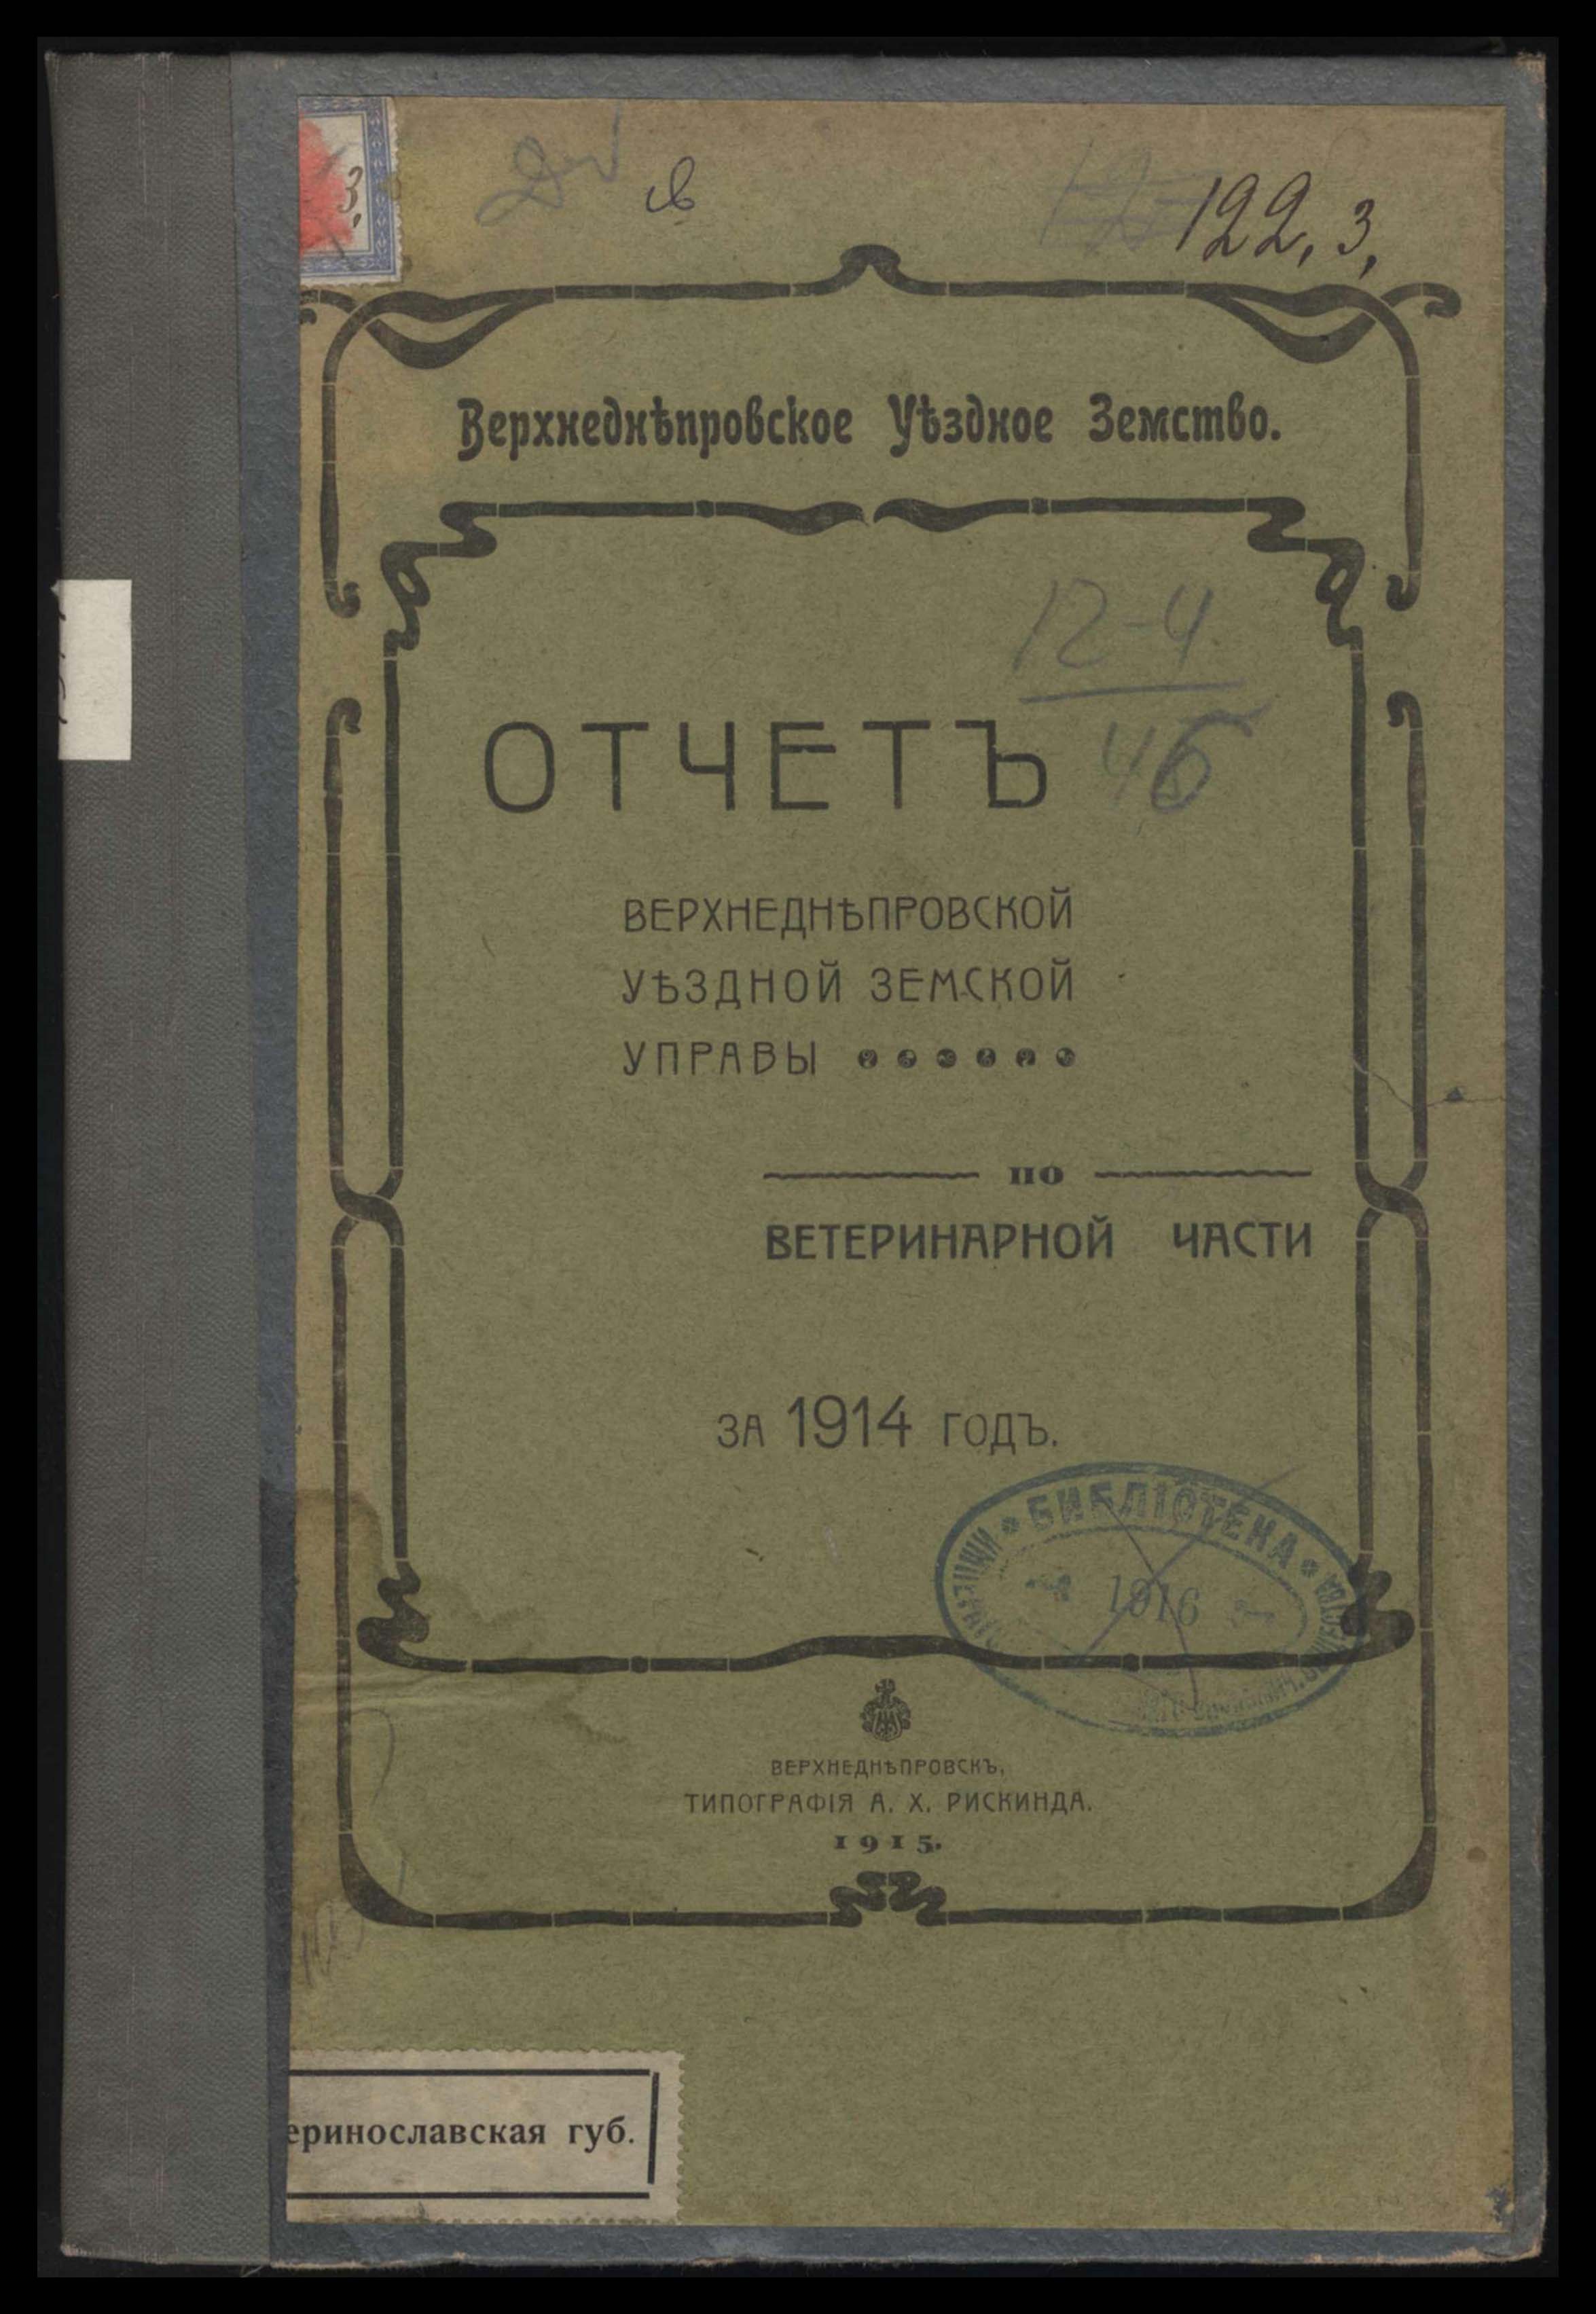 122, 3,
3,
Верхнеднѣпровское Уѣздное Земство.
12-4
46
ОТЧЕТЪ
ВЕРХНЕДНѢПРОВСКОЙ
УѢЗДНОЙ ЗЕМСКОЙ
УПРАВЫ
по
ВЕТЕРИНАРНОЙ ЧАСТИ
ЗА 1914 ГОДЪ.
БИБЛІОТЕКА
1916
ВЕРХНЕДНѢПРОВСКЪ,
ТИПОГРАФІЯ А. Х. РИСКИНДА.
1915.
еринославская губ.